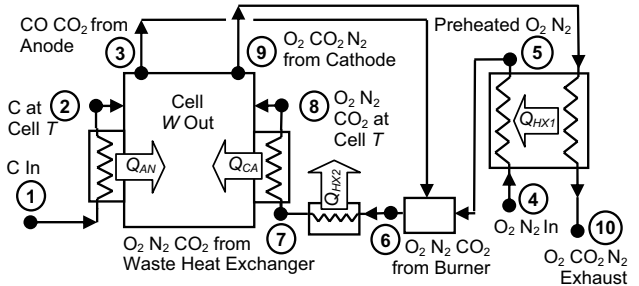 CO CO2 from
Anode
3
9
O2 CO2 N2
from Cathode
Preheated O2 N2
5
2
C at
Cell T
Cell
W Out
8
O2 N2
CO2 at
Cell T
QHX1
C In
1
QAN
QCA
QHX2
4
O2 N2 In
10
O2 CO2 N2
Exhaust
O2 N2 CO2 from
Waste Heat Exchanger
7
6
O2 N2 CO2
from Burner